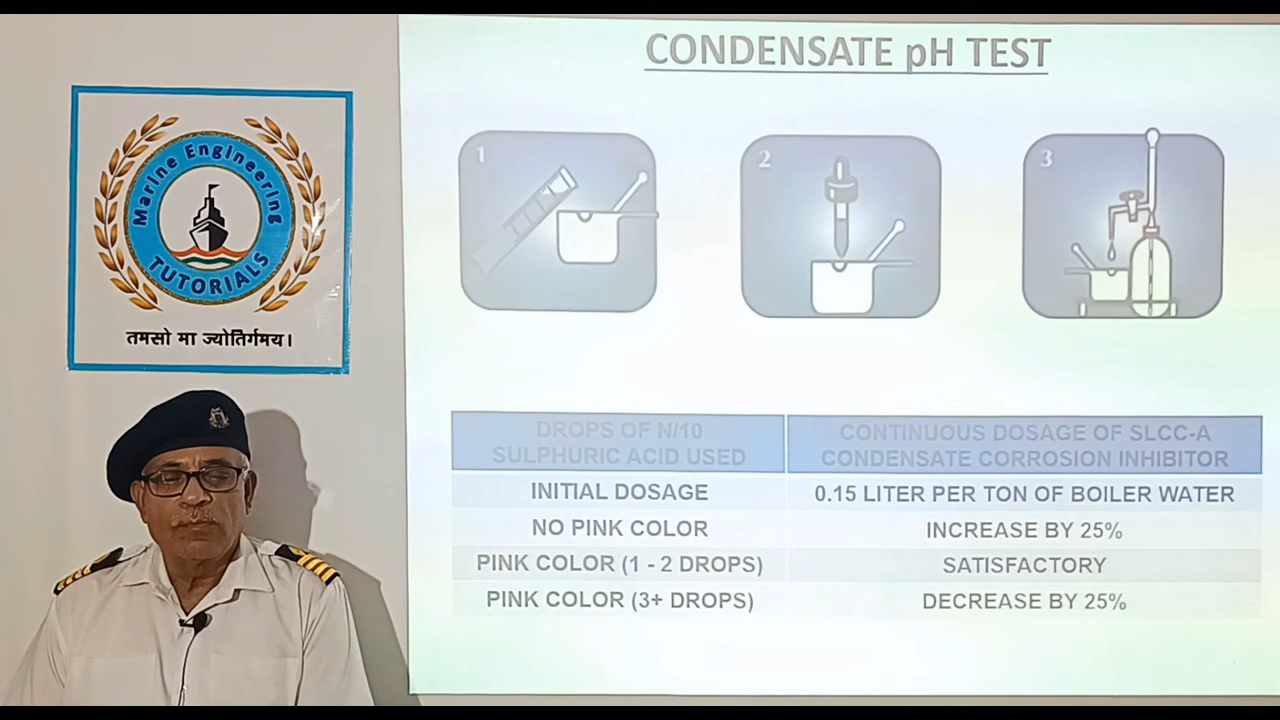 CONDENSATE pH TEST
Marine Engineering
TUTORIALS
तमसो मा ज्योतिर्गमय।
1
2
3
DROPS OF N/10
SULPHURIC ACID USED
CONTINUOUS DOSAGE OF SLCC-A
CONDENSATE CORROSION INHIBITOR
INITIAL DOSAGE
0.15 LITER PER TON OF BOILER WATER
NO PINK COLOR
INCREASE BY 25%
PINK COLOR (1 - 2 DROPS)
SATISFACTORY
PINK COLOR (3+ DROPS)
DECREASE BY 25%